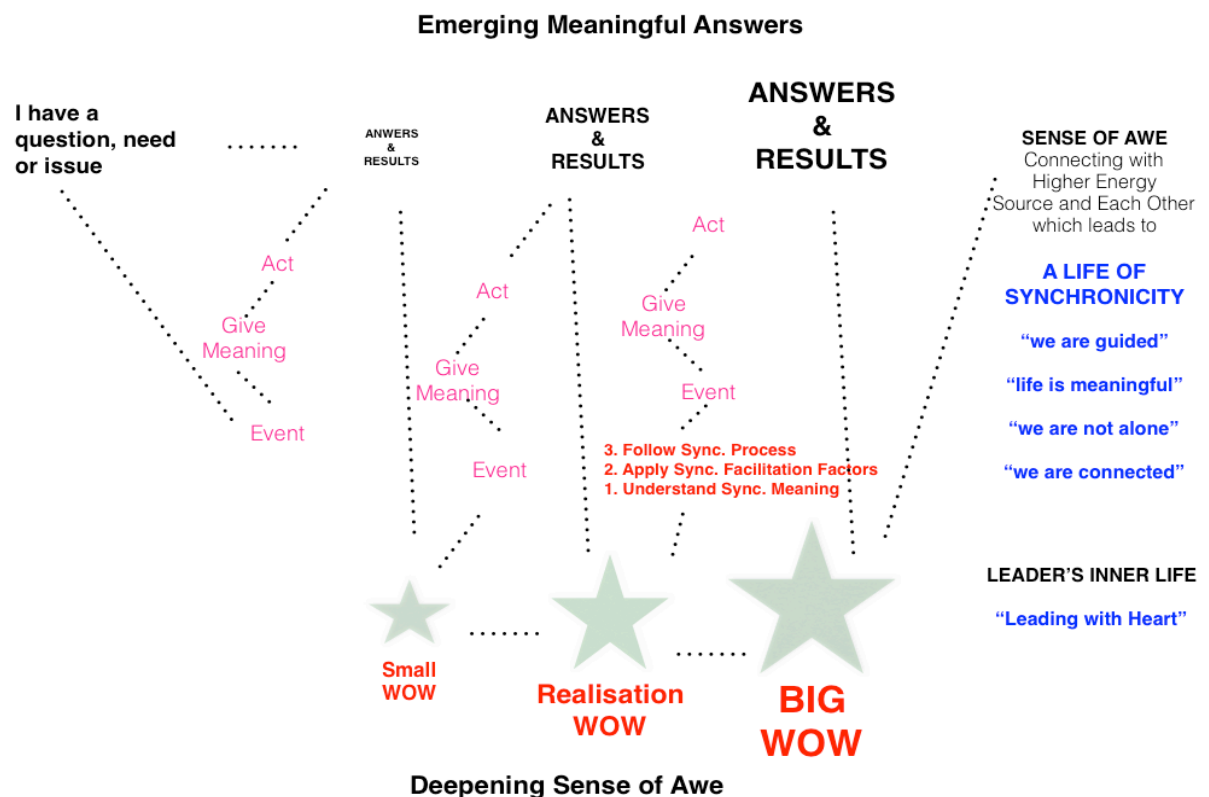 Emerging Meaningful Answers
I have a
question, need
or issue
ANWERS
&
RESULTS
ANSWERS
&
RESULTS
ANSWERS
&
RESULTS
SENSE OF AWE
Connecting with
Higher Energy
Source and Each Other
which leads to
Act
Give
Meaning
Event
Act
Give
Meaning
Event
Act
Give
Meaning
Event
3. Follow Sync. Process
2. Apply Sync. Facilitation Factors
1. Understand Sync. Meaning
A LIFE OF
SYNCHRONICITY
“we are guided”
“life is meaningful”
“we are not alone”
“we are connected”
LEADER’S INNER LIFE
“Leading with Heart”
Small
WOW
Realisation
WOW
BIG
WOW
Deepening Sense of Awe